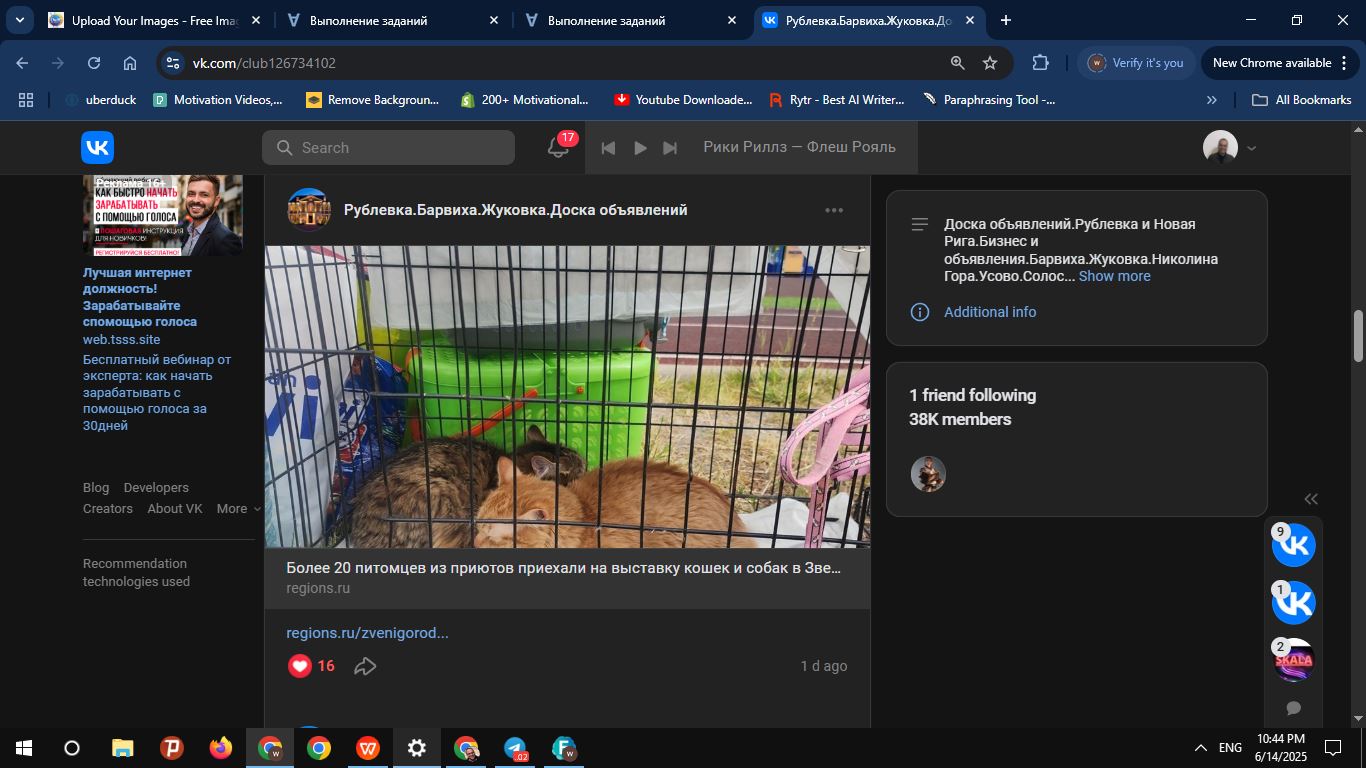 Upload Your Images - Free Ima
Выполнение заданий
Выполнение заданий
Рублевка.Барвиха.Жуковка.До
vk.com/club126734102
Verify it's you
New Chrome available
uberduck
Motivation Videos,...
Remove Backgroun...
200+ Motivational...
Youtube Downloade...
Rytr - Best AI Writer...
Paraphrasing Tool -...
All Bookmarks
Search
17
Рики Риллз — Флеш Рояль
Реклама 16+
КАК БЫСТРО НАЧАТЬ
ЗАРАБАТЫВАТЬ
С ПОМОЩЬЮ ГОЛОСА
ПОШАГОВАЯ ИНСТРУКЦИЯ
ДЛЯ НОВИЧКОВ!
РЕГИСТРИРУЙСЯ БЕСПЛАТНО!
Лучшая интернет
должность!
Зарабатывайте
спомощью голоса
web.tsss.site
Бесплатный вебинар от
эксперта: как начать
зарабатывать с
помощью голоса за
30дней
Blog Developers
Creators About VK More
Recommendation
technologies used
Рублевка.Барвиха.Жуковка.Доска объявлений
Более 20 питомцев из приютов приехали на выставку кошек и собак в Зве...
regions.ru
regions.ru/zvenigorod...
16
1 d ago
Доска объявлений.Рублевка и Новая
Рига.Бизнес и
объявления.Барвиха.Жуковка.Николина
Гора.Усово.Солос... Show more
Additional info
1 friend following
38K members
9
1
2
SKALA
.02
ENG
10:44 PM
6/14/2025